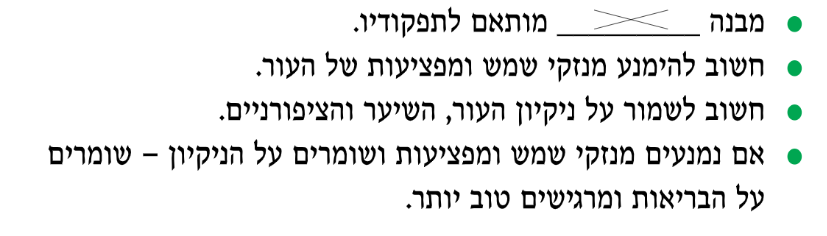 • מבנה __________ מותאם לתפקודיו.
• חשוב להימנע מנזקי שמש ומפציעות של העור.
• חשוב לשמור על ניקיון העור, השיער והציפורניים.
• אם נמנעים מנזקי שמש ומפציעות ושומרים על הניקיון – שומרים
על הבריאות ומרגישים טוב יותר.